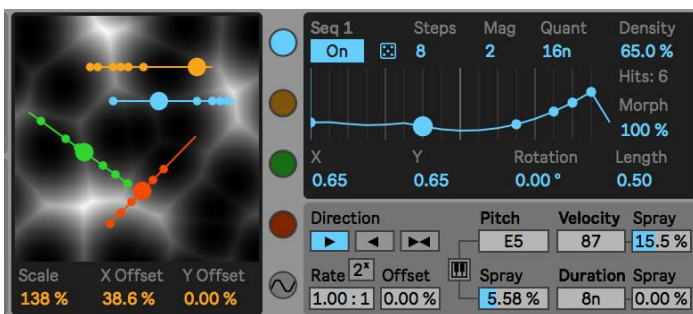 Seq 1 Steps Mag Quant Density
On 8 2 16n 65.0 %
Hits: 6
Morph
100 %
X Y Rotation Length
0.65 0.65 0.00 ° 0.50
Scale X Offset Y Offset
138 % 38.6 % 0.00 %
Direction Pitch Velocity Spray
E5 87 15.5 %
Rate 2ˣ Offset Spray Duration Spray
1.00 : 1 0.00 % 5.58 % 8n 0.00 %